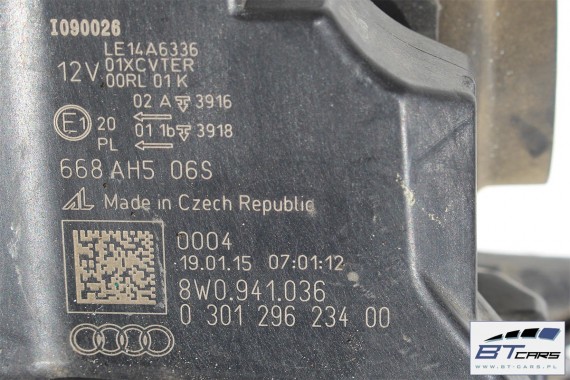 I090026
LE14A6336
12V 01XCVTER
00RL 01 K
02 A 3916
E1 20
01 1b 3918
PL
668 AH5 06S
AL Made in Czech Republic
0004
19.01.15 07:01:12
8W0.941.036
0 301 296 234 00
BTCARS
WWW.BT-CARS.PL